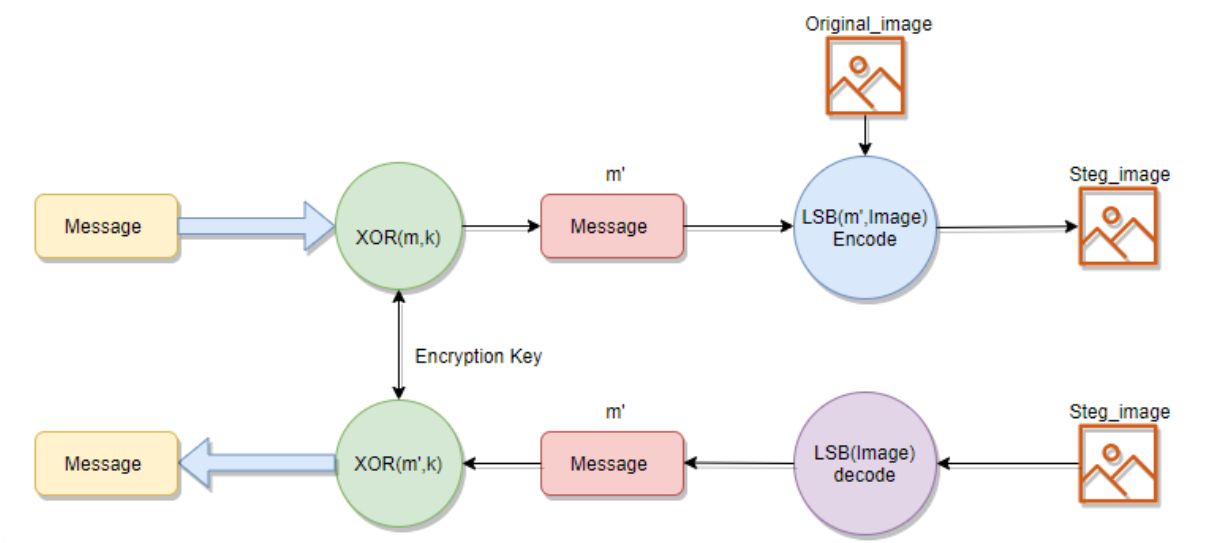 Original_image
m'
Steg_image
Message
XOR(m,k)
Message
LSB(m',Image)
Encode
Encryption Key
m'
Steg_image
Message
XOR(m',k)
Message
LSB(Image)
decode